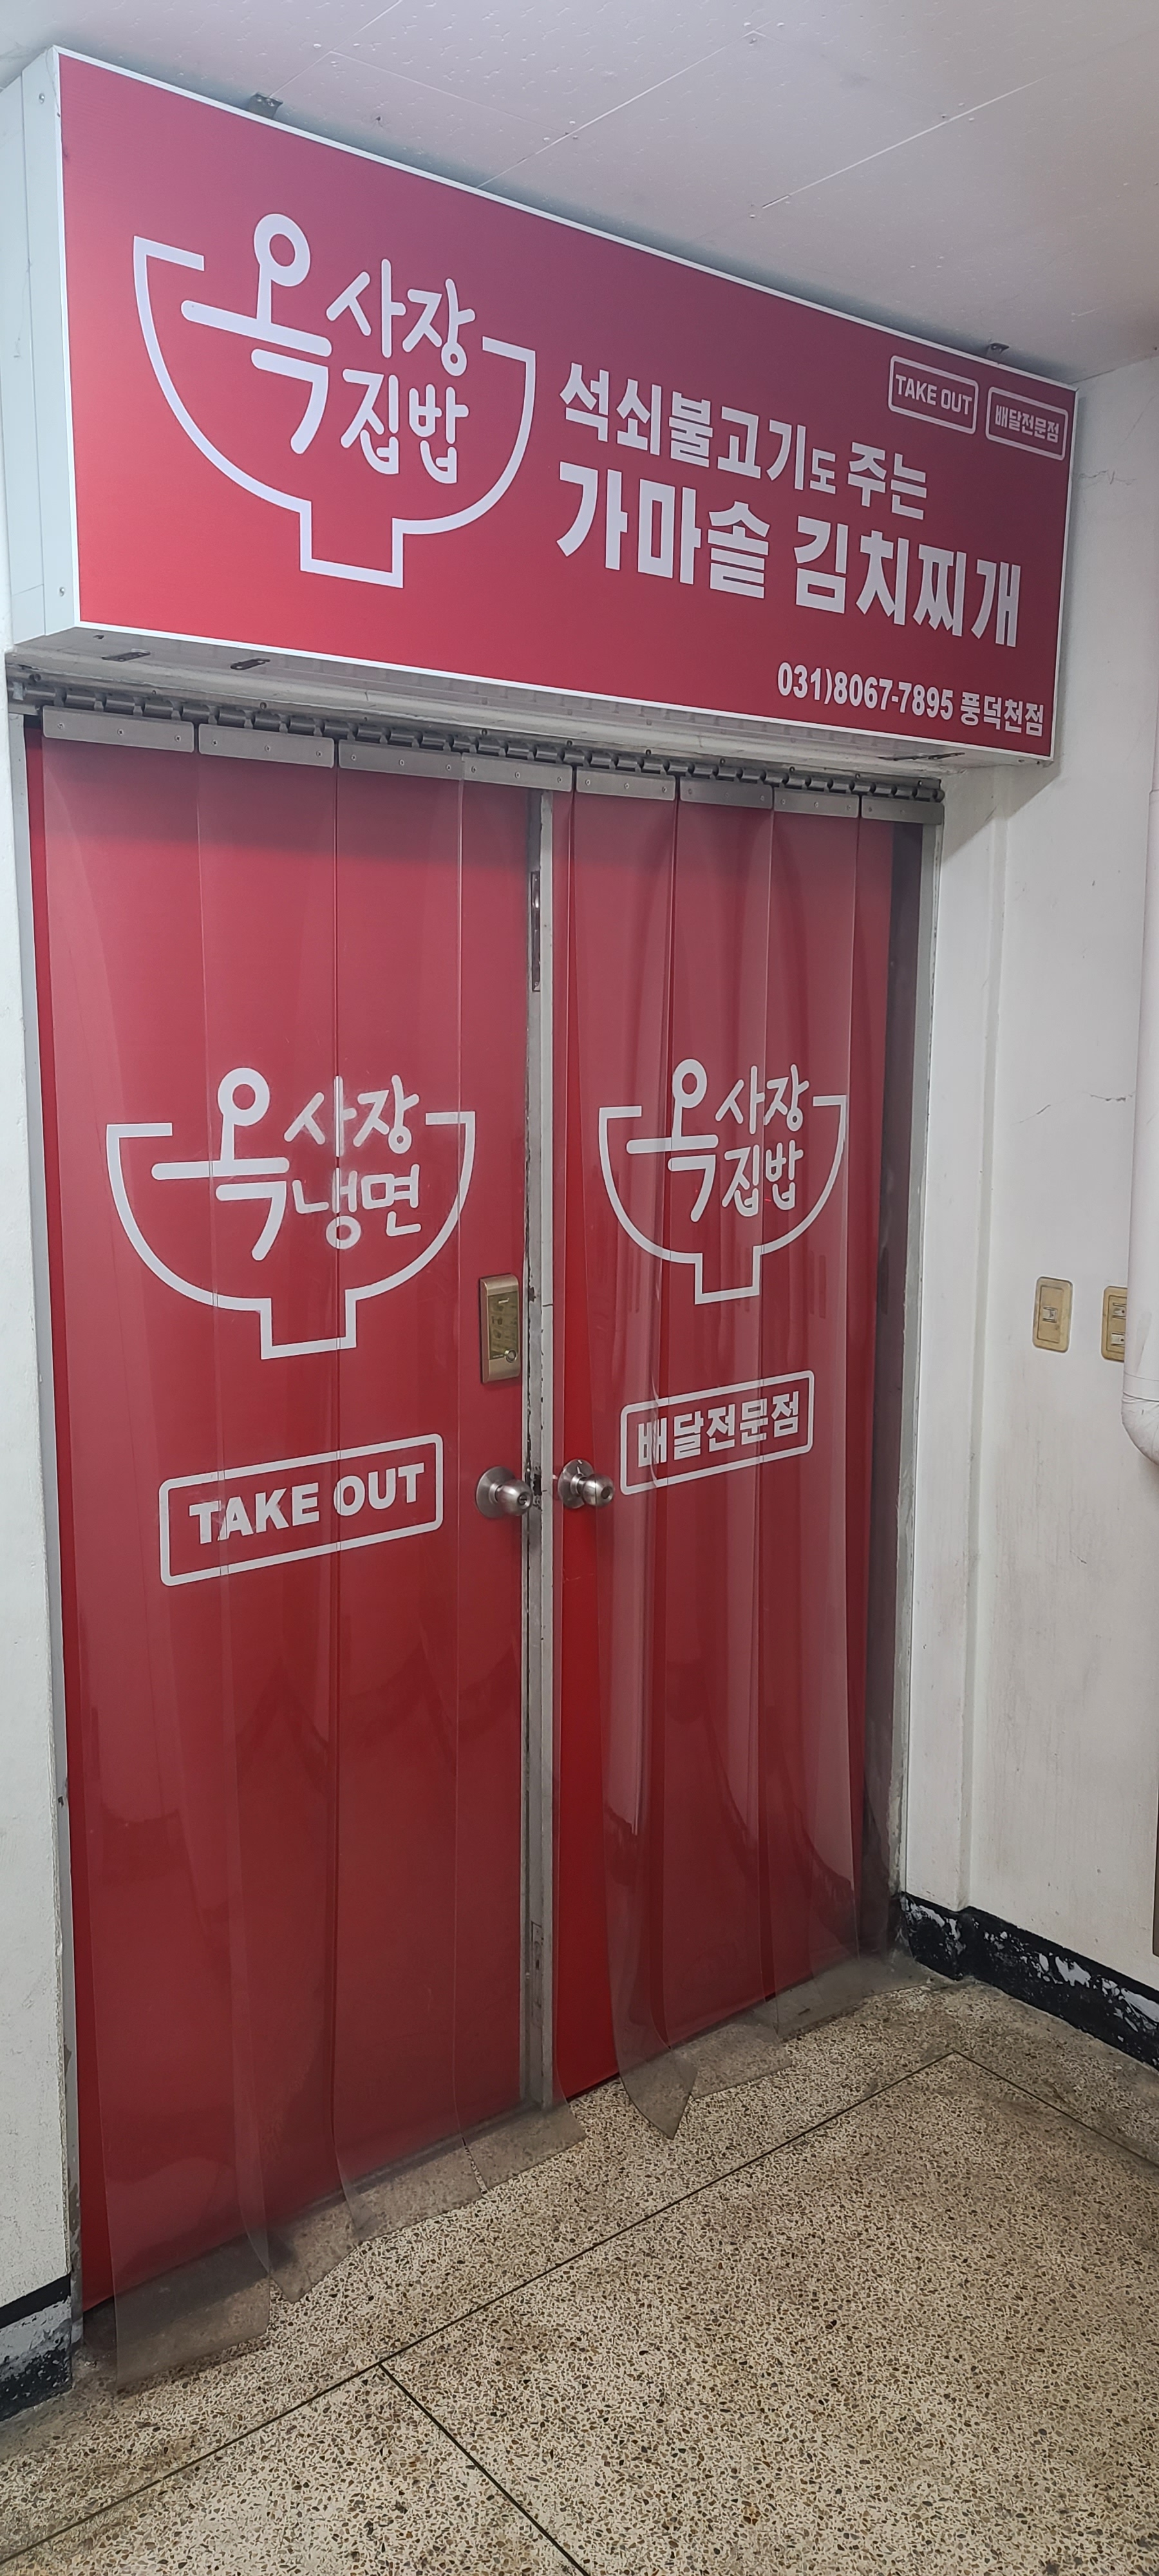 옥사장
집밥
TAKE OUT
배달전문점
석쇠불고기도 주는
가마솥 김치찌개
031)8067-7895 풍덕천점
옥사장
냉면
TAKE OUT
옥사장
집밥
배달전문점